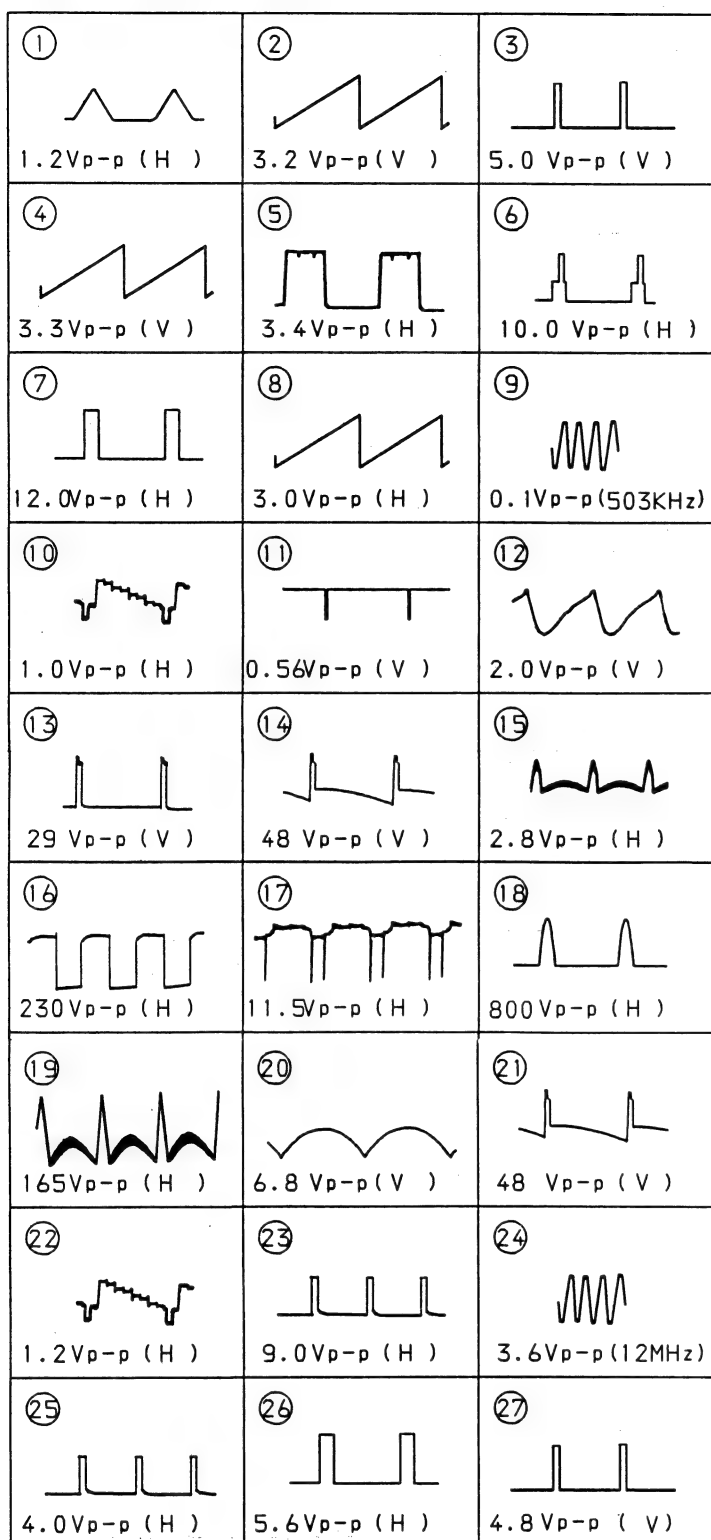 ① ② ③
1.2Vp-p (H ) 3.2 Vp-p(V ) 5.0 Vp-p (V )
④ ⑤ ⑥
3.3Vp-p (V ) 3.4Vp-p (H ) 10.0 Vp-p (H )
⑦ ⑧ ⑨
12.0Vp-p (H ) 3.0Vp-p (H ) 0.1Vp-p(503KHz)
⑩ ⑪ ⑫
1.0Vp-p (H ) 0.56Vp-p (V ) 2.0Vp-p (V )
⑬ ⑭ ⑮
29 Vp-p (V ) 48 Vp-p (V ) 2.8Vp-p (H )
⑯ ⑰ ⑱
230Vp-p (H ) 11.5Vp-p (H ) 800Vp-p (H )
⑲ ⑳ ㉑
165Vp-p (H ) 6.8 Vp-p(V ) 48 Vp-p (V )
㉒ ㉓ ㉔
1.2Vp-p (H ) 9.0Vp-p (H ) 3.6Vp-p(12MHz)
㉕ ㉖ ㉗
4.0Vp-p (H ) 5.6Vp-p (H ) 4.8Vp-p ( V)